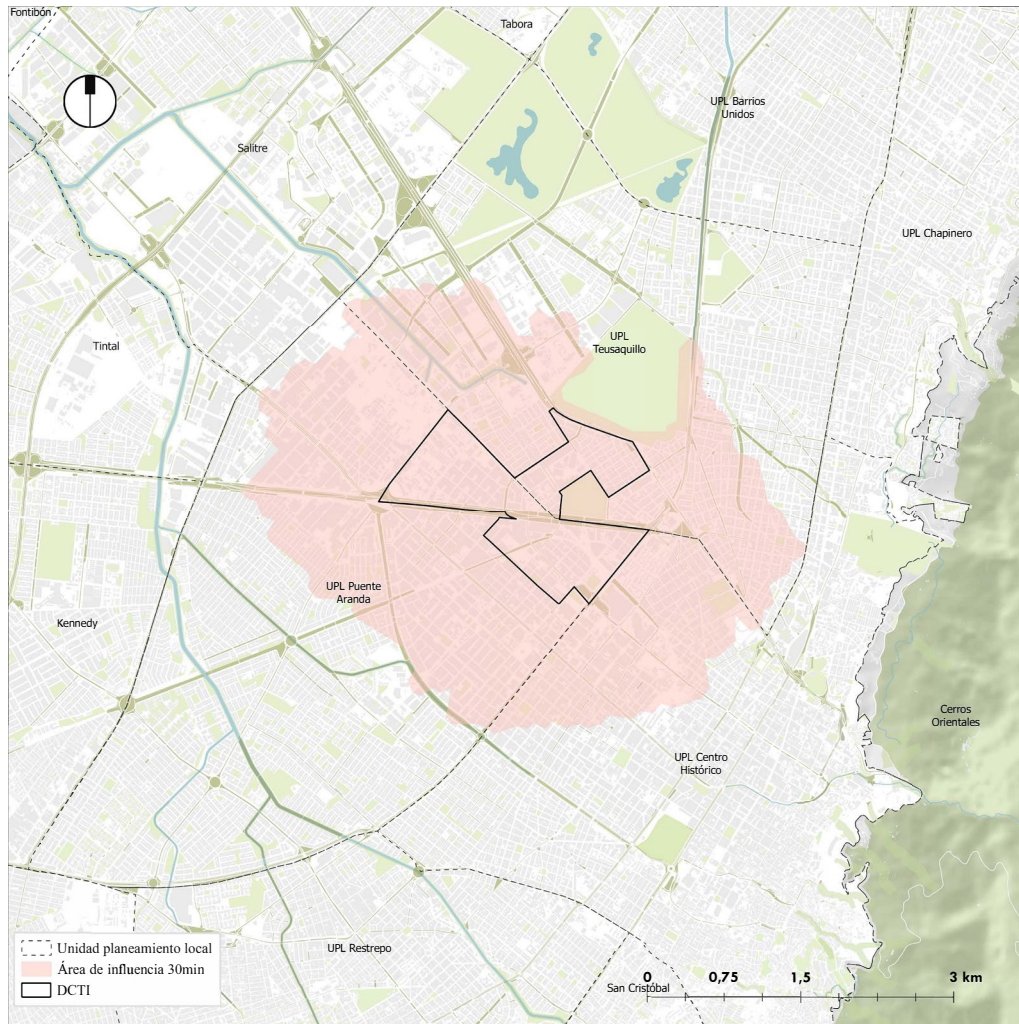 Fontibón
Tabora
UPL Barrios
Unidos
Salitre
UPL Chapinero
UPL
Teusaquillo
Tintal
UPL Puente
Aranda
Kennedy
Cerros
Orientales
UPL Centro
Histórico
UPL Restrepo
San Cristóbal
Unidad planeamiento local
Área de influencia 30min
DCTI
0 0,75 1,5 3 km